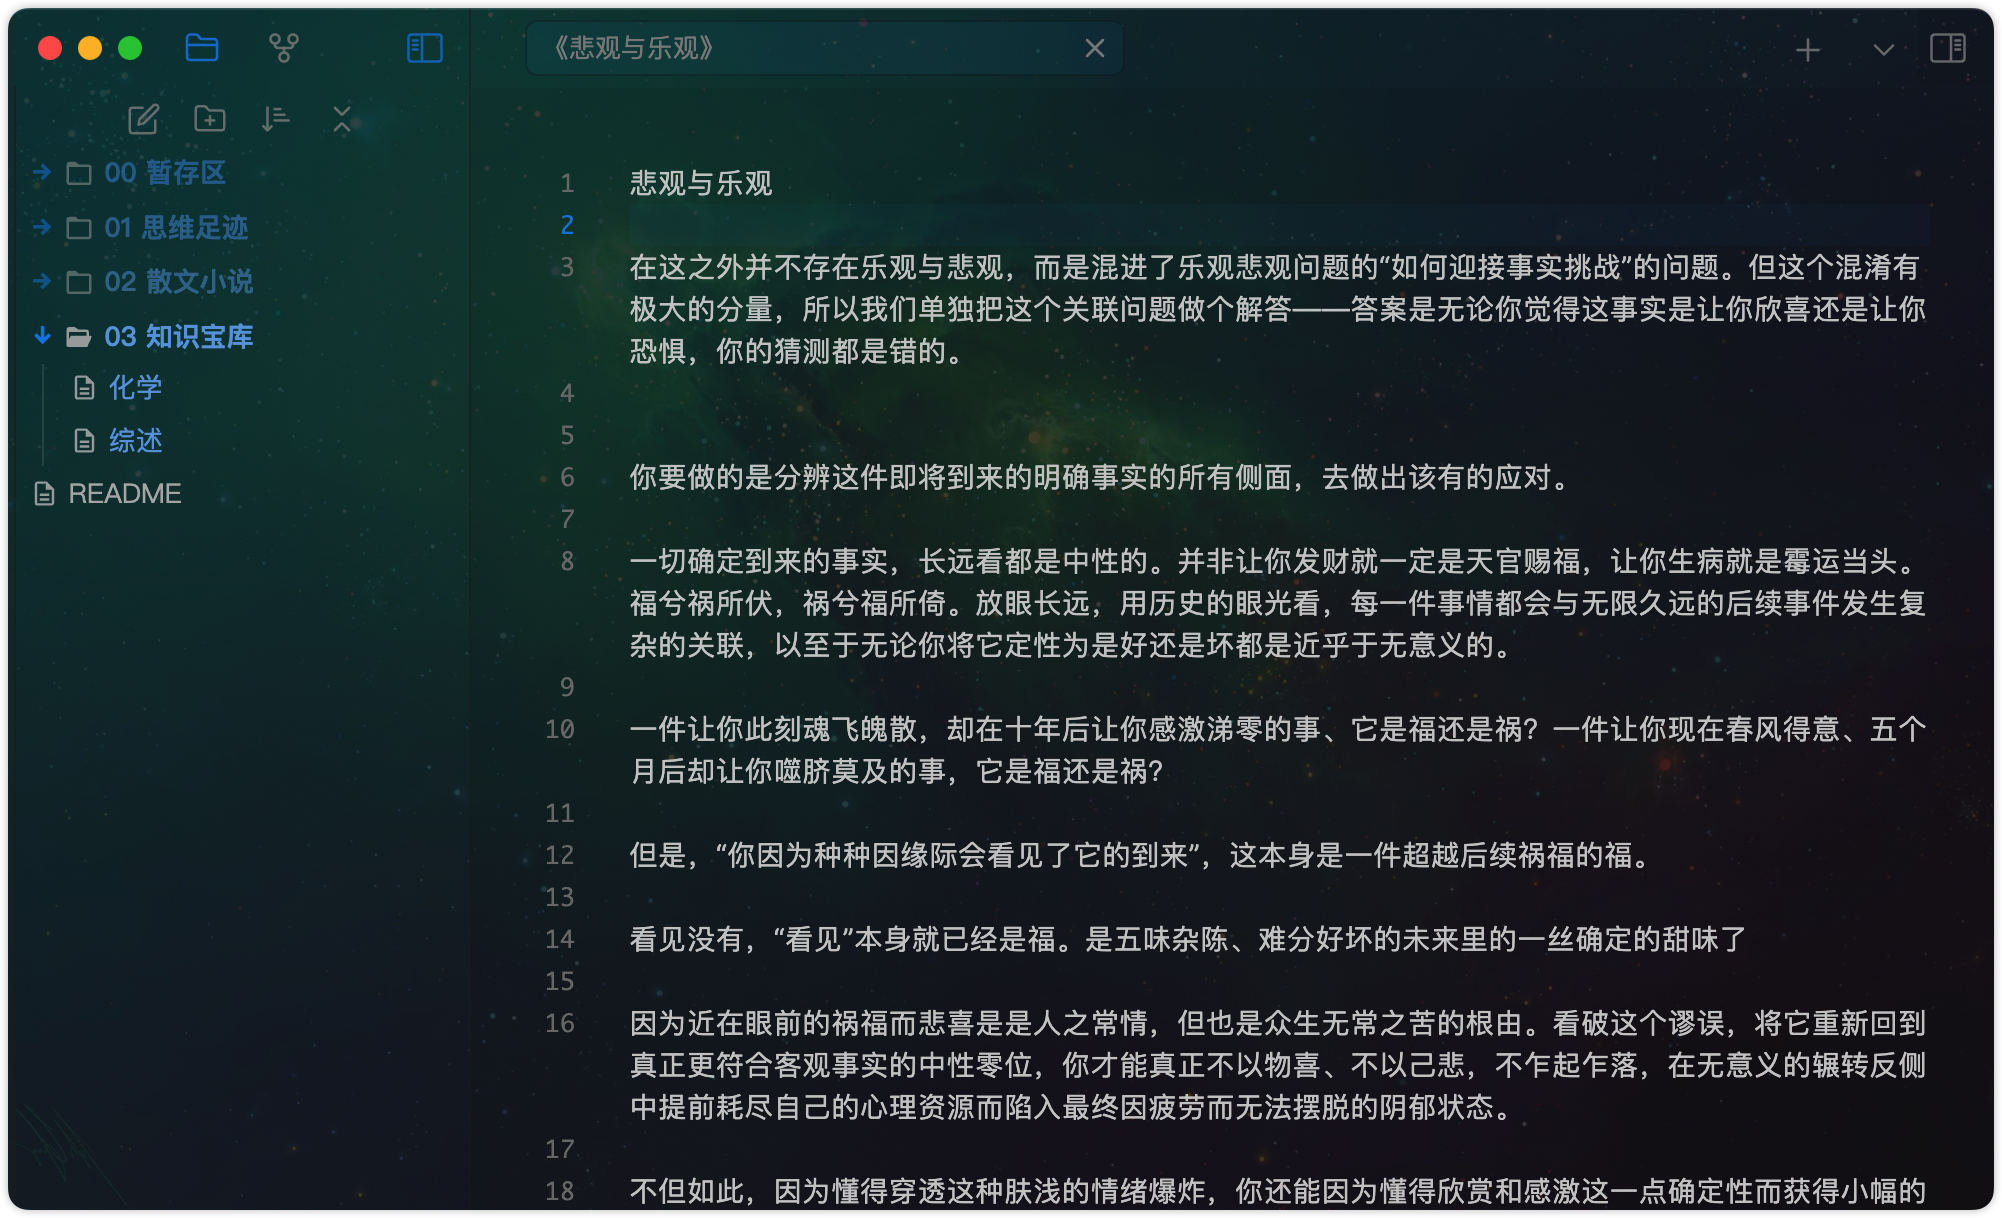 《悲观与乐观》
00 暂存区
01 思维足迹
02 散文小说
03 知识宝库
化学
综述
README
1 悲观与乐观
2
3 在这之外并不存在乐观与悲观，而是混进了乐观悲观问题的“如何迎接事实挑战”的问题。但这个混淆有
极大的分量，所以我们单独把这个关联问题做个解答——答案是无论你觉得这事实是让你欣喜还是让你
恐惧，你的猜测都是错的。
4
5
6 你要做的是分辨这件即将到来的明确事实的所有侧面，去做出该有的应对。
7
8 一切确定到来的事实，长远看都是中性的。并非让你发财就一定是天官赐福，让你生病就是霉运当头。
福兮祸所伏，祸兮福所倚。放眼长远，用历史的眼光看，每一件事情都会与无限久远的后续事件发生复
杂的关联，以至于无论你将它定性为是好还是坏都是近乎于无意义的。
9
10 一件让你此刻魂飞魄散，却在十年后让你感激涕零的事、它是福还是祸？一件让你现在春风得意、五个
月后却让你噬脐莫及的事，它是福还是祸？
11
12 但是，“你因为种种因缘际会看见了它的到来”，这本身是一件超越后续祸福的福。
13
14 看见没有，“看见”本身就已经是福。是五味杂陈、难分好坏的未来里的一丝确定的甜味了
15
16 因为近在眼前的祸福而悲喜是是人之常情，但也是众生无常之苦的根由。看破这个谬误，将它重新回到
真正更符合客观事实的中性零位，你才能真正不以物喜、不以己悲，不乍起乍落，在无意义的辗转反侧
中提前耗尽自己的心理资源而陷入最终因疲劳而无法摆脱的阴郁状态。
17
18 不但如此，因为懂得穿透这种肤浅的情绪爆炸，你还能因为懂得欣赏和感激这一点确定性而获得小幅的